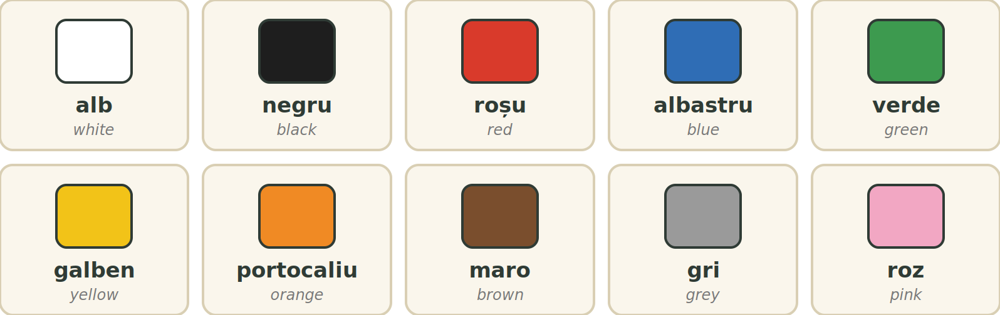 alb
white
negru
black
roșu
red
albastru
blue
verde
green
galben
yellow
portocaliu
orange
maro
brown
gri
grey
roz
pink